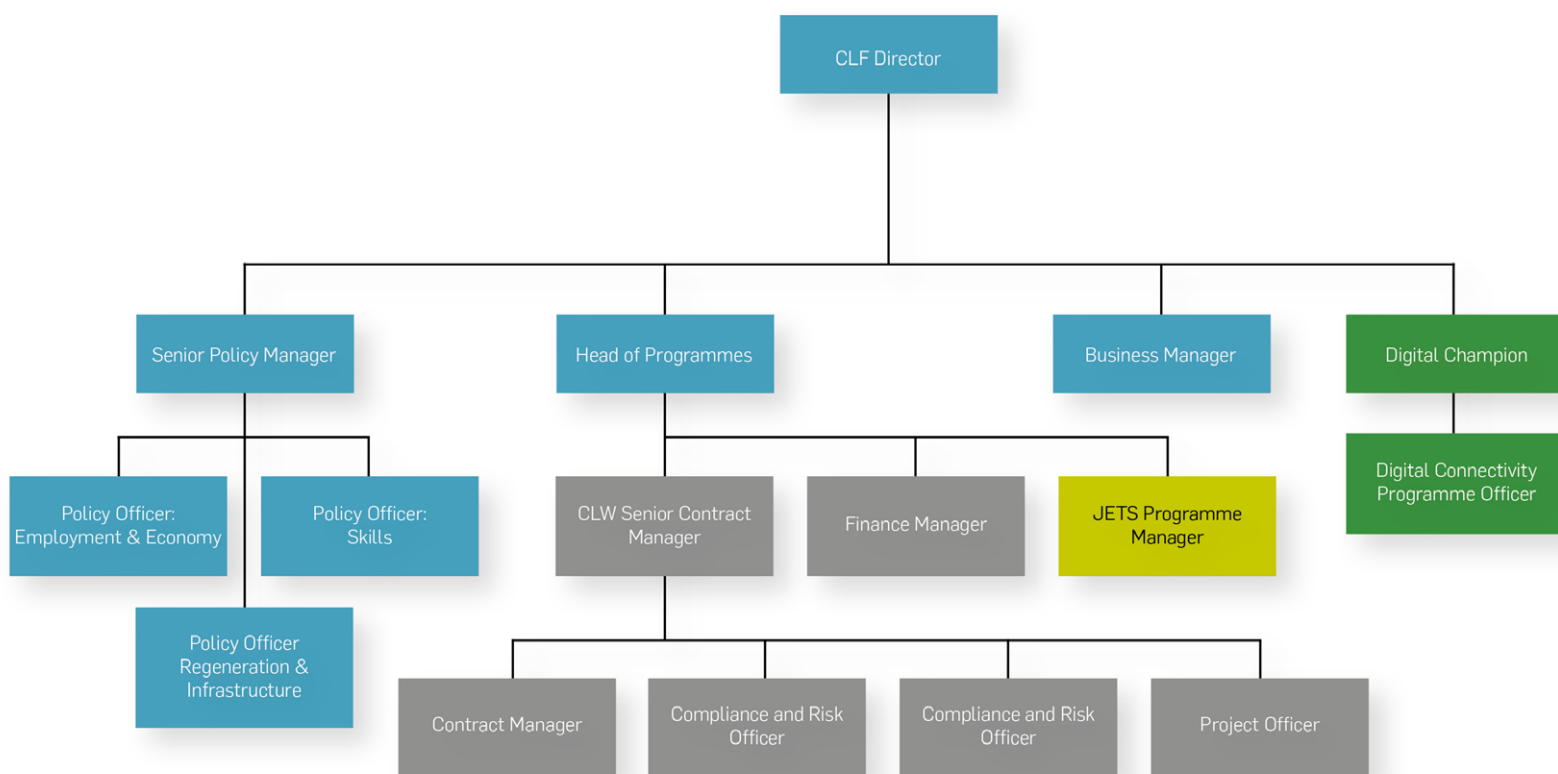 CLF Director
Senior Policy Manager
Head of Programmes
Business Manager
Digital Champion
Policy Officer:
Employment & Economy
Policy Officer:
Skills
CLW Senior Contract
Manager
Finance Manager
JETS Programme
Manager
Digital Connectivity
Programme Officer
Policy Officer
Regeneration &
Infrastructure
Contract Manager
Compliance and Risk
Officer
Compliance and Risk
Officer
Project Officer